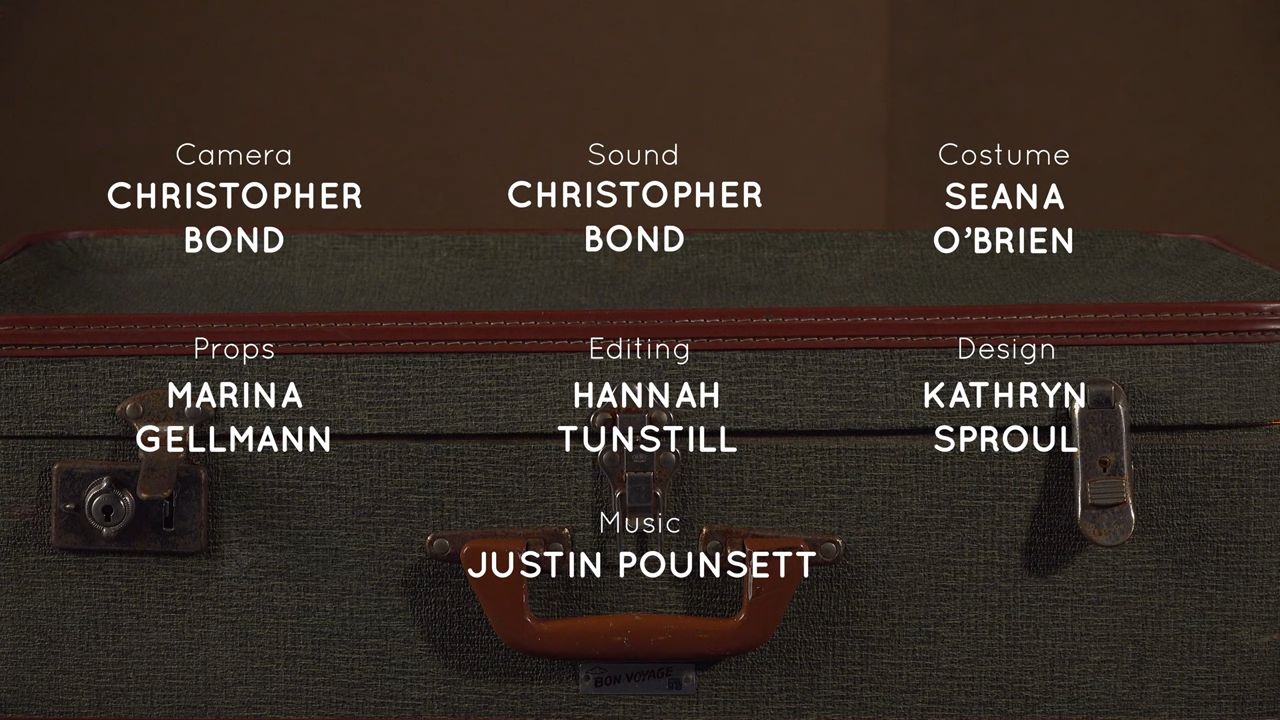 Camera
CHRISTOPHER
BOND
Sound
CHRISTOPHER
BOND
Costume
SEANA
O’BRIEN
Props
MARINA
GELLMANN
Editing
HANNAH
TUNSTILL
Design
KATHRYN
SPROUL
Music
JUSTIN POUNSETT
BON VOYAGE